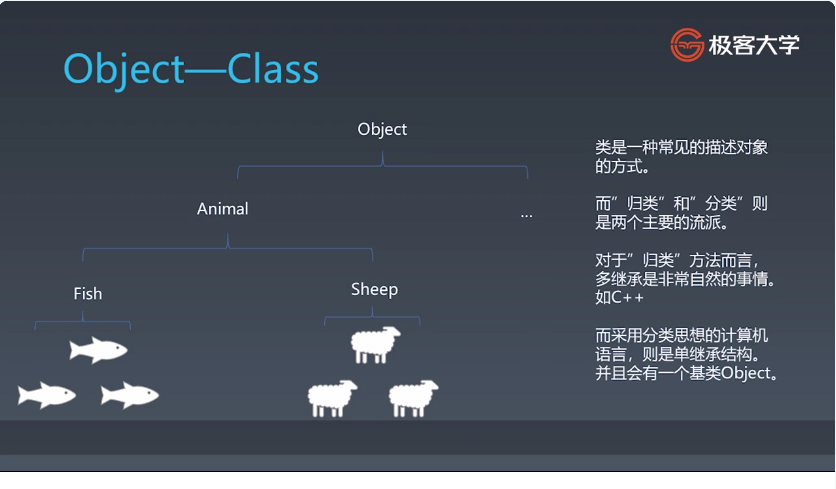 极客大学
Object—Class
Object
Animal
...
Fish
Sheep
类是一种常见的描述对象
的方式。
而”归类”和”分类”则
是两个主要的流派。
对于”归类”方法而言，
多继承是非常自然的事情。
如C++
而采用分类思想的计算机
语言，则是单继承结构。
并且会有一个基类Object。